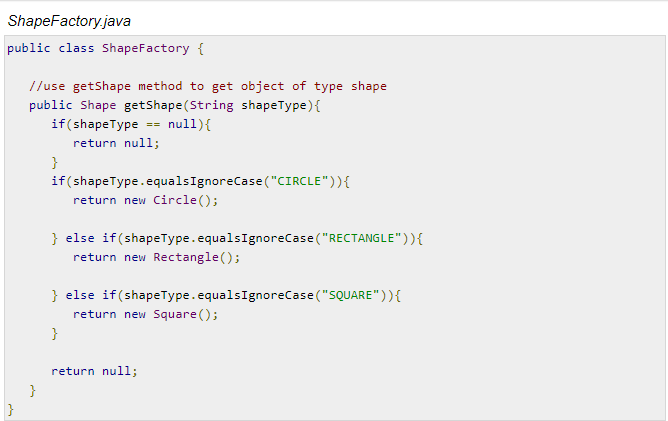 ShapeFactory.java
public class ShapeFactory {
//use getShape method to get object of type shape
public Shape getShape(String shapeType){
if(shapeType == null){
return null;
}
if(shapeType.equalsIgnoreCase("CIRCLE")){
return new Circle();
} else if(shapeType.equalsIgnoreCase("RECTANGLE")){
return new Rectangle();
} else if(shapeType.equalsIgnoreCase("SQUARE")){
return new Square();
}
return null;
}
}